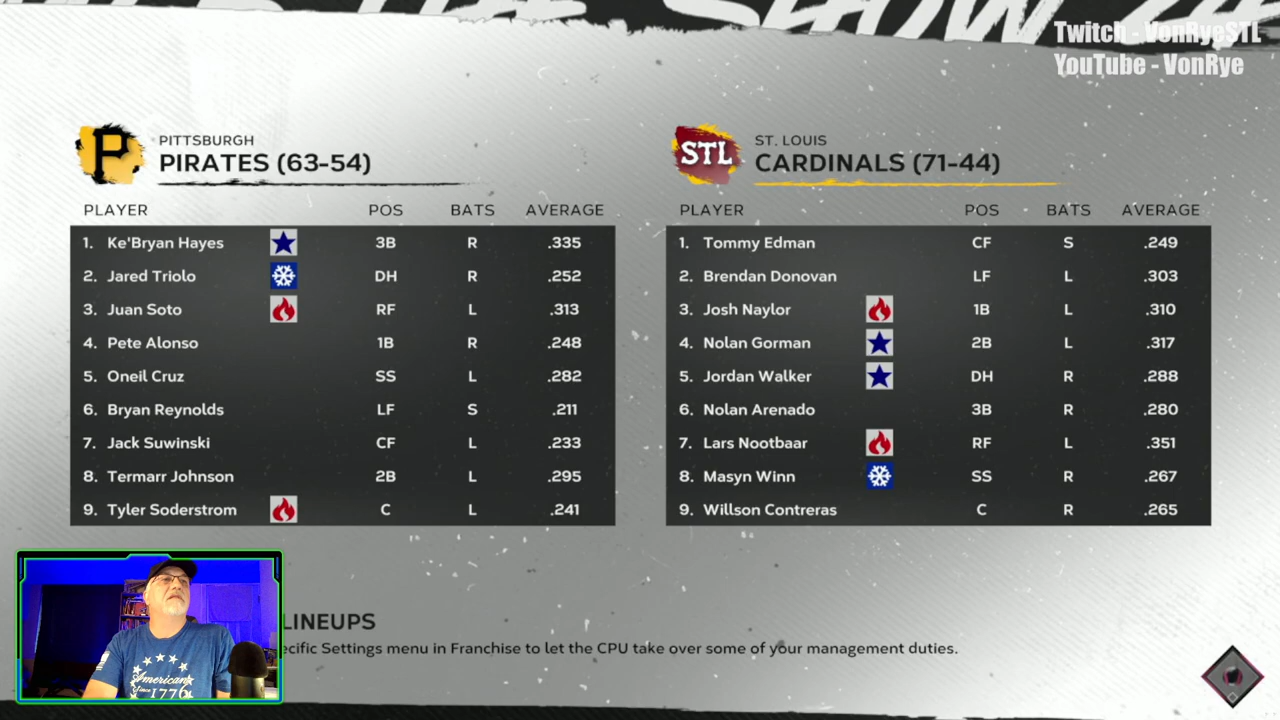 Twitch - VonRyeSTL
YouTube - VonRye
PITTSBURGH
PIRATES (63-54)
PLAYER POS BATS AVERAGE
1. Ke'Bryan Hayes 3B R .335
2. Jared Triolo DH R .252
3. Juan Soto RF L .313
4. Pete Alonso 1B R .248
5. Oneil Cruz SS L .282
6. Bryan Reynolds LF S .211
7. Jack Suwinski CF L .233
8. Termarr Johnson 2B L .295
9. Tyler Soderstrom C L .241
STL
ST. LOUIS
CARDINALS (71-44)
PLAYER POS BATS AVERAGE
1. Tommy Edman CF S .249
2. Brendan Donovan LF L .303
3. Josh Naylor 1B L .310
4. Nolan Gorman 2B L .317
5. Jordan Walker DH R .288
6. Nolan Arenado 3B R .280
7. Lars Nootbaar RF L .351
8. Masyn Winn SS R .267
9. Willson Contreras C R .265
LINEUPS
ecific Settings menu in Franchise to let the CPU take over some of your management duties.
American
Since 1776